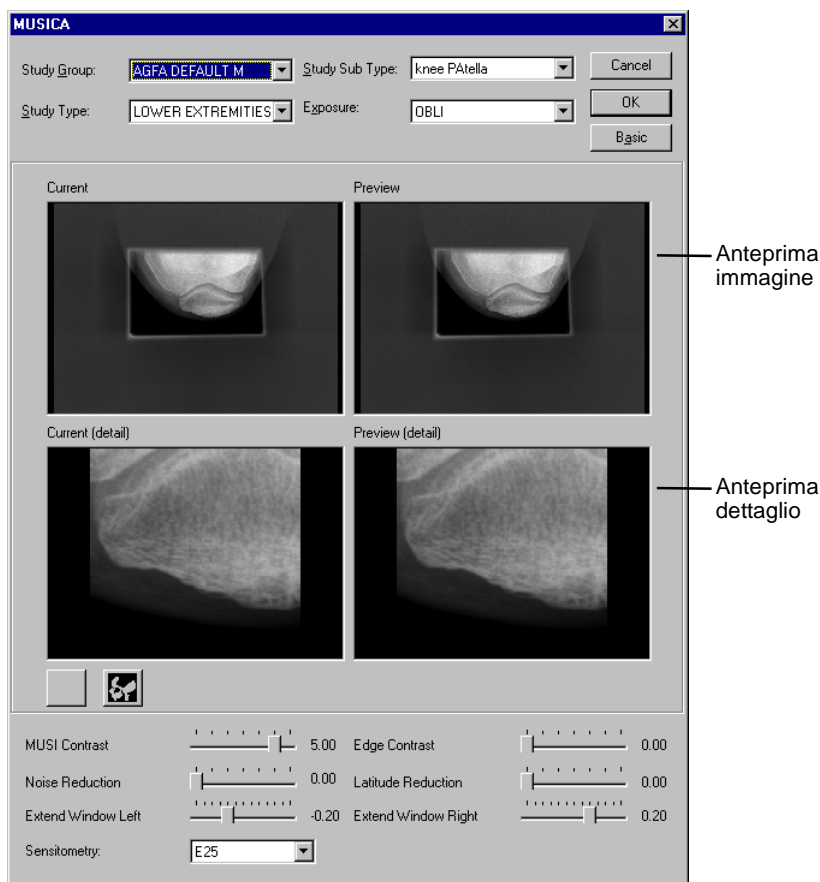 MUSICA
Study Group: AGFA DEFAULT M Study Sub Type: knee PAtella Cancel
Study Type: LOWER EXTREMITIES Exposure: OBLI OK
Basic
Current Preview
Anteprima
immagine
Current (detail) Preview (detail)
Anteprima
dettaglio
MUSI Contrast 5.00 Edge Contrast 0.00
Noise Reduction 0.00 Latitude Reduction 0.00
Extend Window Left -0.20 Extend Window Right 0.20
Sensitometry: E25